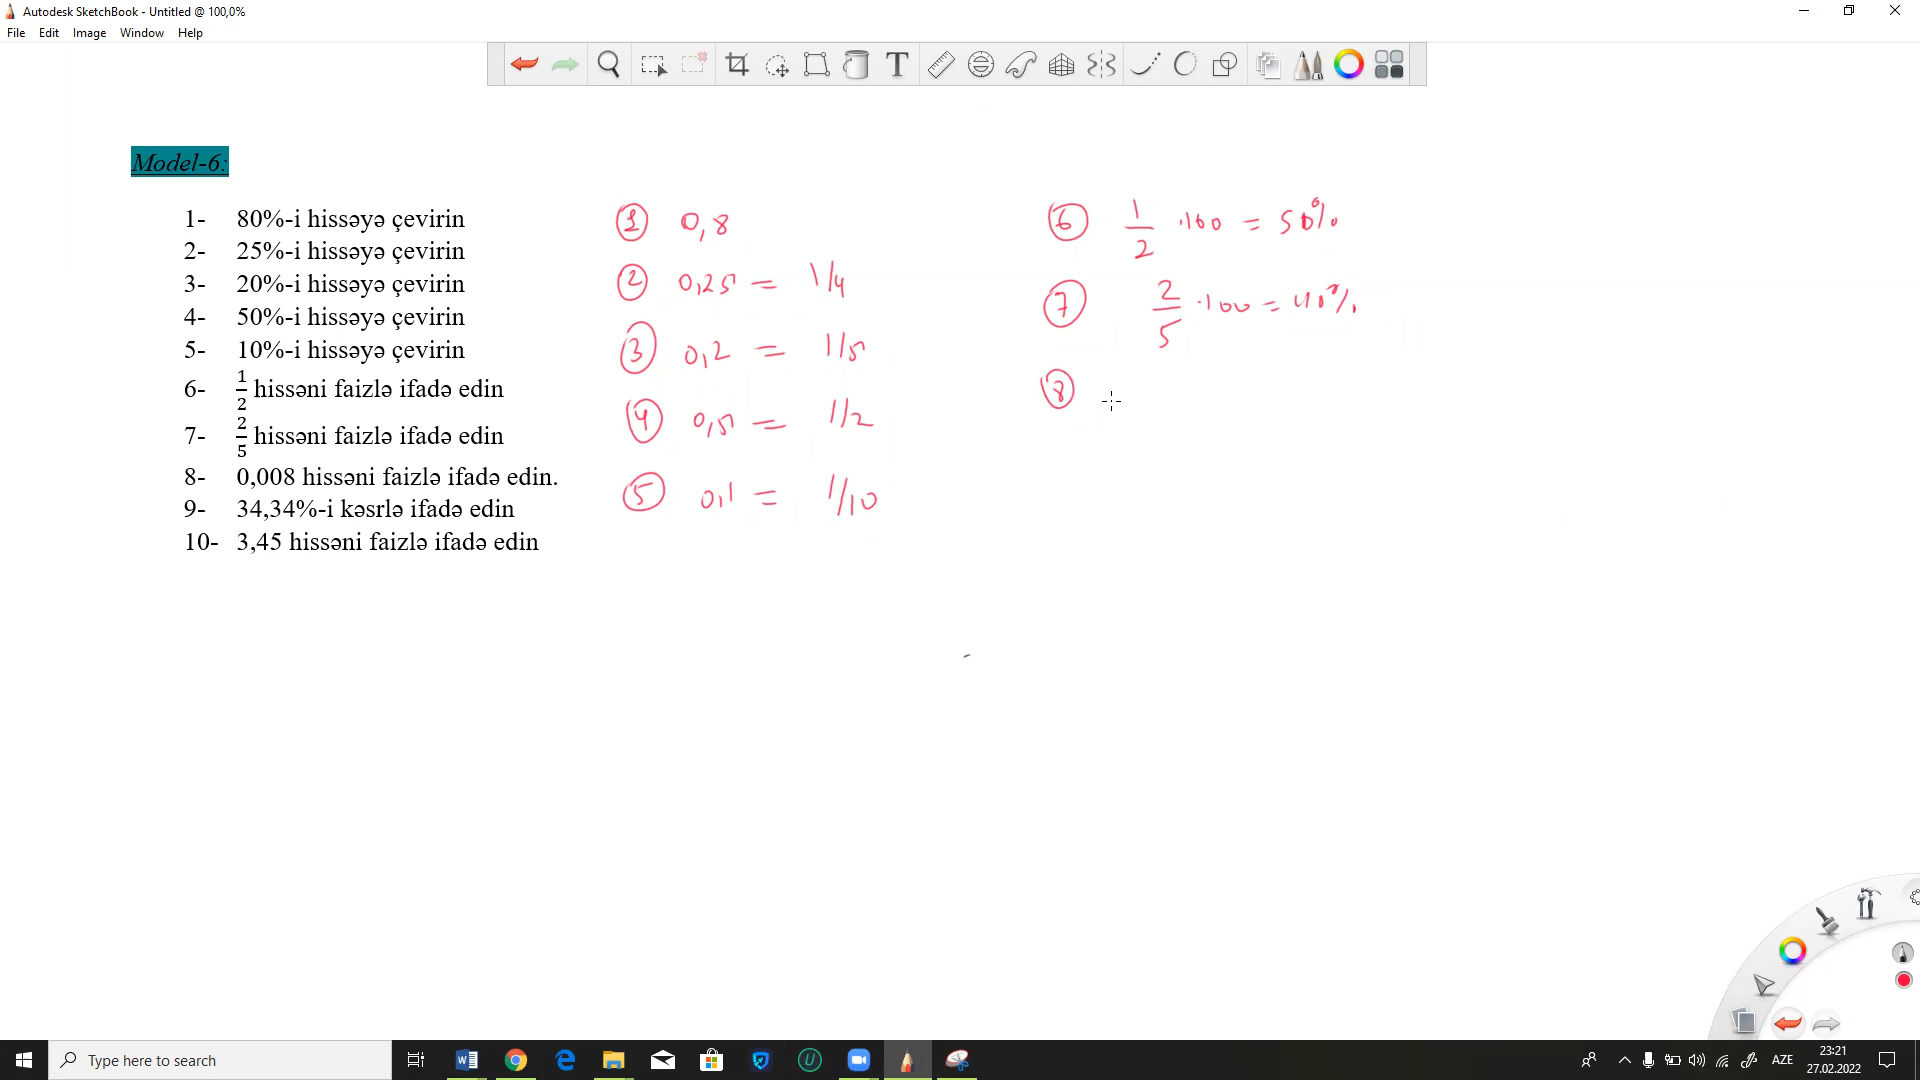 Autodesk SketchBook - Untitled @ 100,0%
File Edit Image Window Help
Model-6:
1- 80%-i hissəyə çevirin
2- 25%-i hissəyə çevirin
3- 20%-i hissəyə çevirin
4- 50%-i hissəyə çevirin
5- 10%-i hissəyə çevirin
6- 1/2 hissəni faizlə ifadə edin
7- 2/5 hissəni faizlə ifadə edin
8- 0,008 hissəni faizlə ifadə edin.
9- 34,34%-i kəsrlə ifadə edin
10- 3,45 hissəni faizlə ifadə edin
1 0,8
2 0,25 = 1/4
3 0,2 = 1/5
4 0,5 = 1/2
5 0,1 = 1/10
6 1/2 ·100 = 50%
7 2/5 ·100 = 40%
8
Type here to search
AZE
23:21
27.02.2022